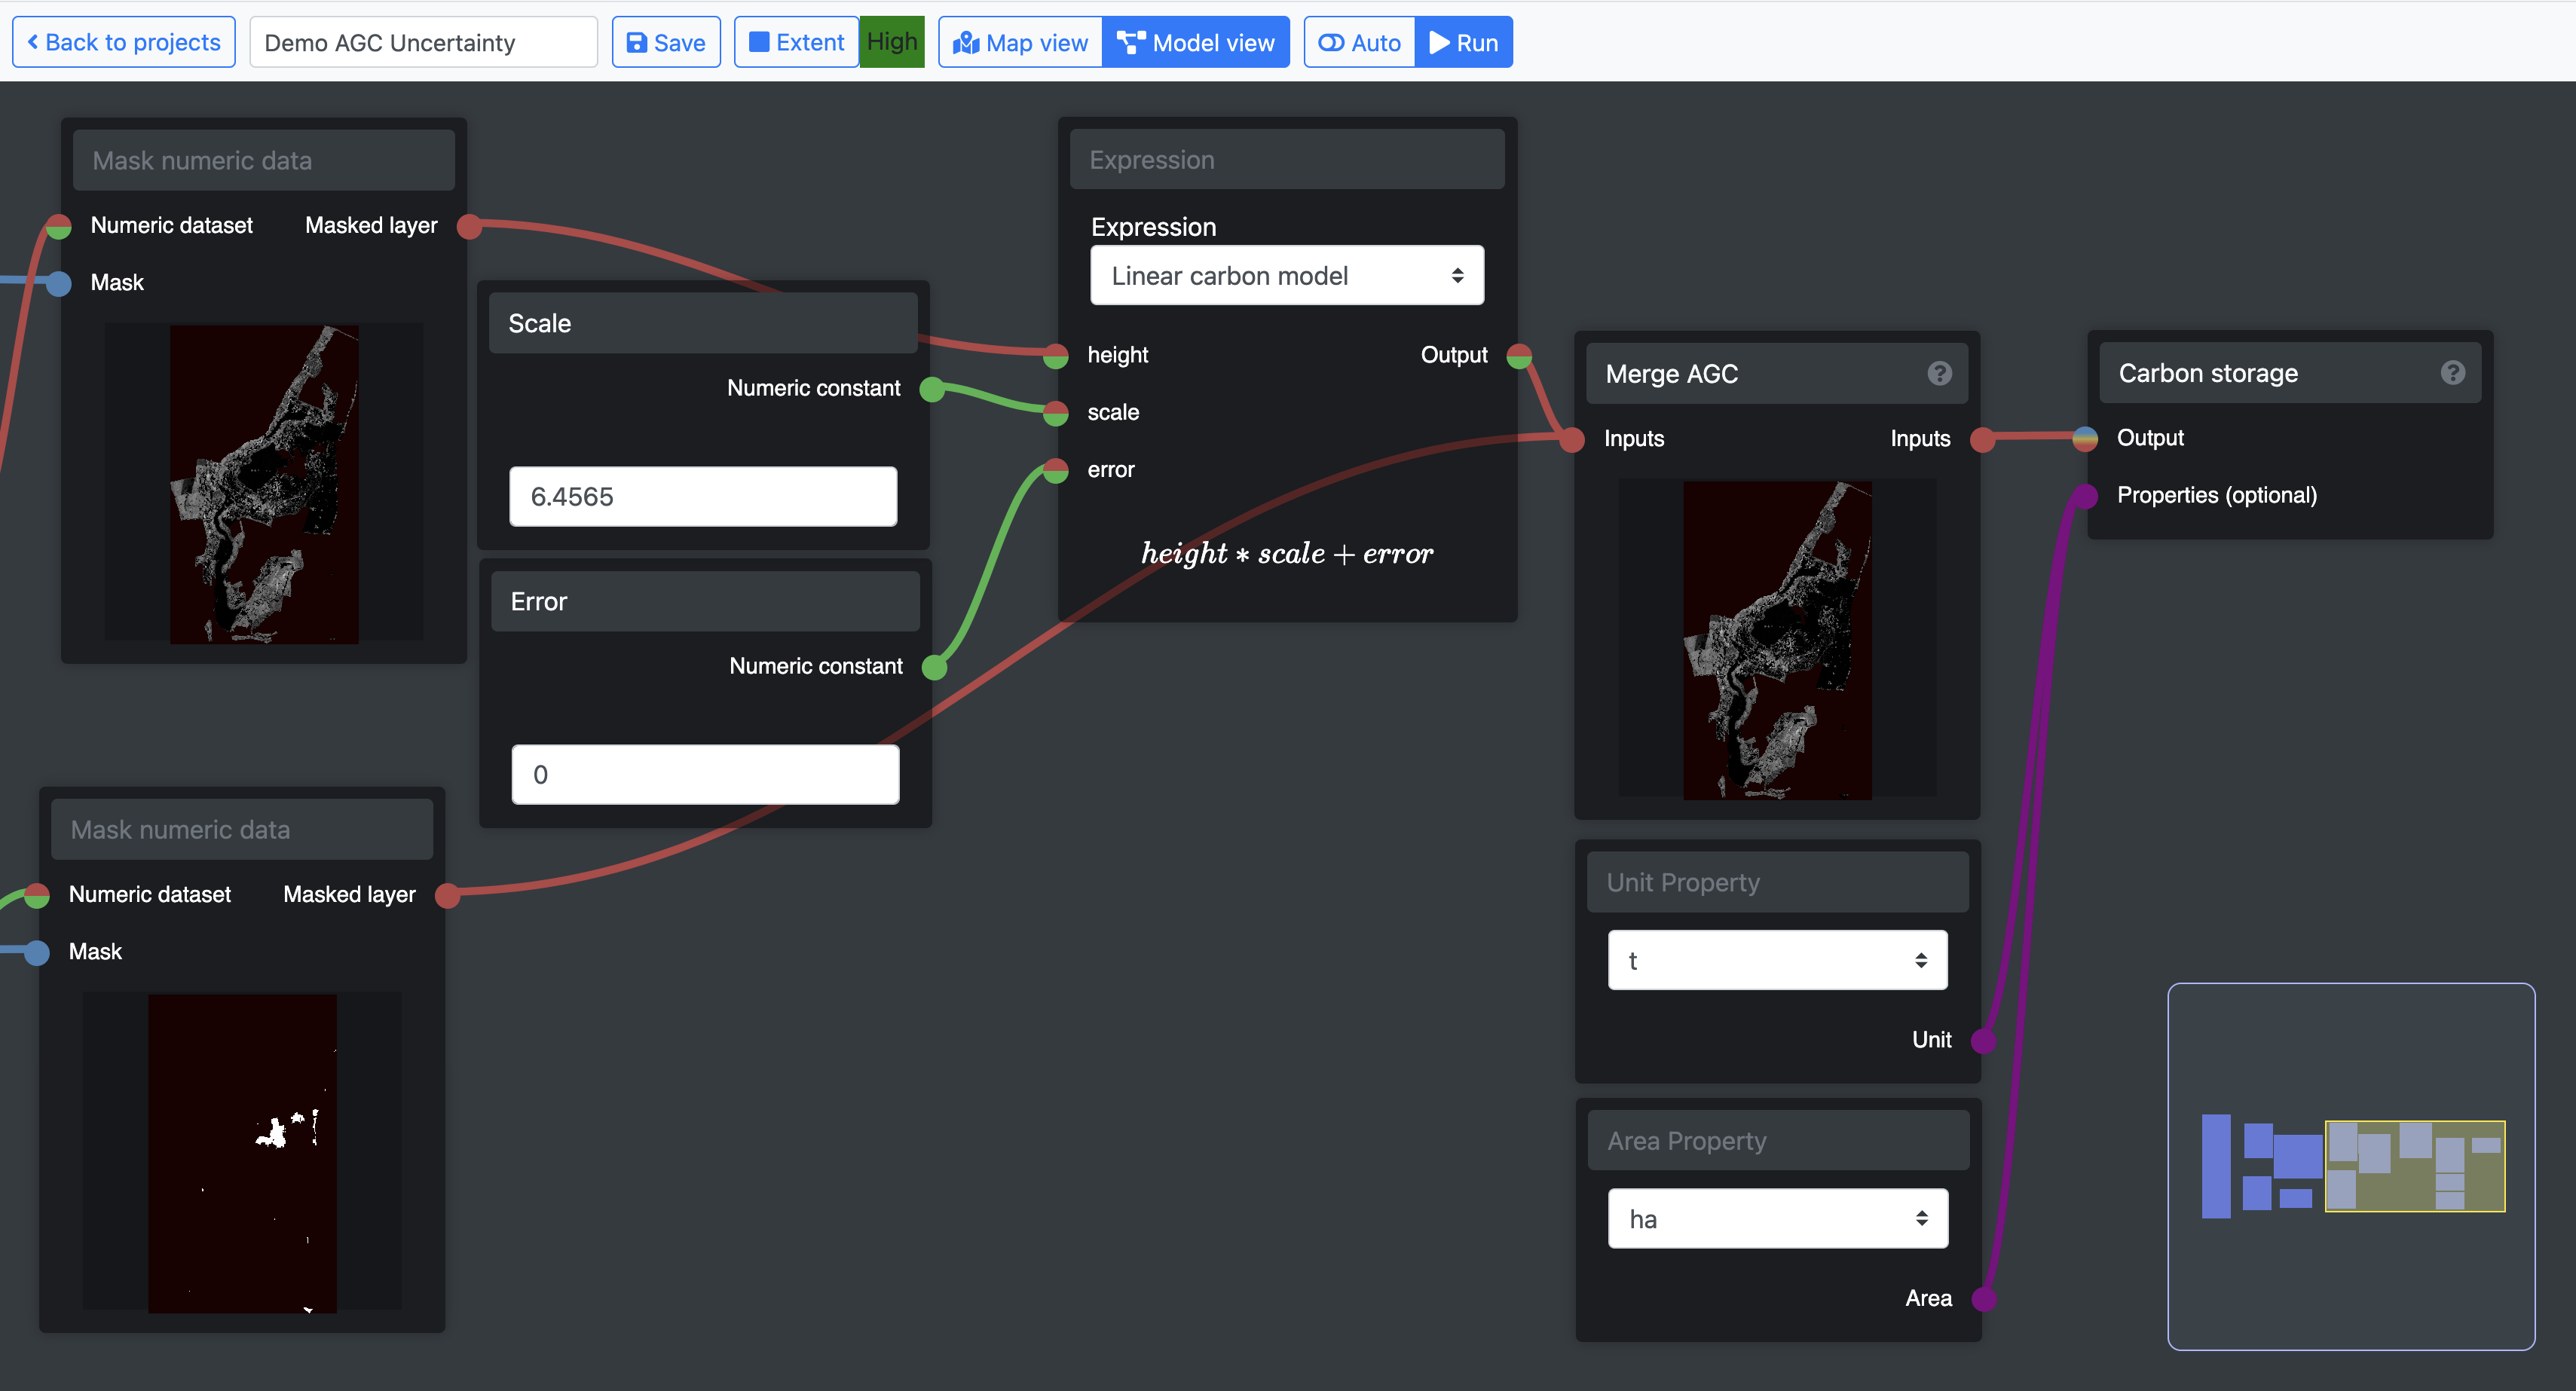 Back to projects
Demo AGC Uncertainty
Save
Extent
High
Map view
Model view
Auto
Run
Mask numeric data
Numeric dataset
Masked layer
Mask
Scale
Numeric constant
6.4565
Error
Numeric constant
0
Mask numeric data
Numeric dataset
Masked layer
Mask
Expression
Expression
Linear carbon model
height
Output
scale
error
height * scale + error
Merge AGC
?
Inputs
Inputs
Unit Property
t
Unit
Area Property
ha
Area
Carbon storage
?
Output
Properties (optional)